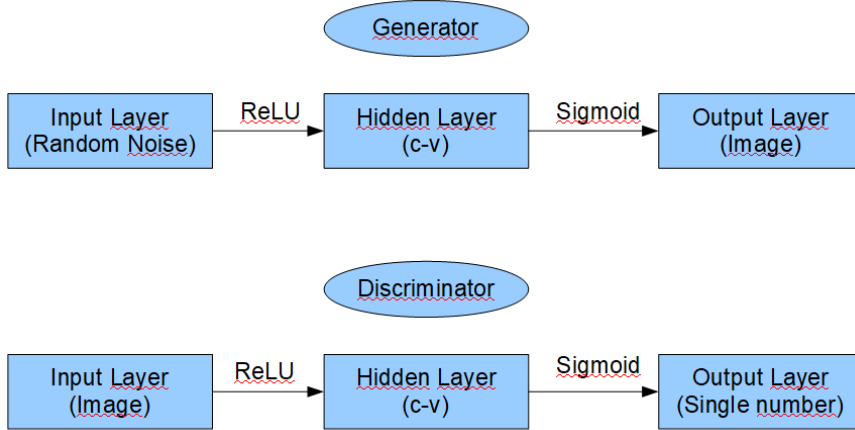 Generator
Input Layer
(Random Noise)
ReLU
Hidden Layer
(c-v)
Sigmoid
Output Layer
(Image)
Discriminator
Input Layer
(Image)
ReLU
Hidden Layer
(c-v)
Sigmoid
Output Layer
(Single number)